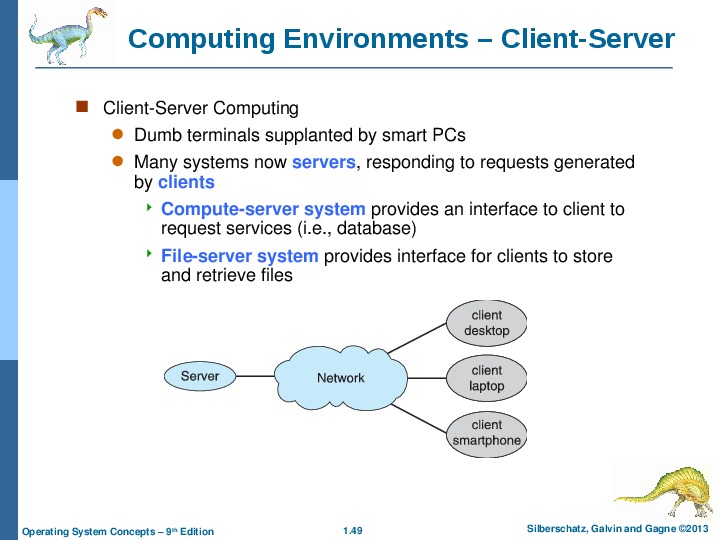 Computing Environments – Client-Server
Client-Server Computing
Dumb terminals supplanted by smart PCs
Many systems now servers, responding to requests generated
by clients
Compute-server system provides an interface to client to
request services (i.e., database)
File-server system provides interface for clients to store
and retrieve files
client
desktop
Server
Network
client
laptop
client
smartphone
Operating System Concepts – 9th Edition
1.49
Silberschatz, Galvin and Gagne ©2013